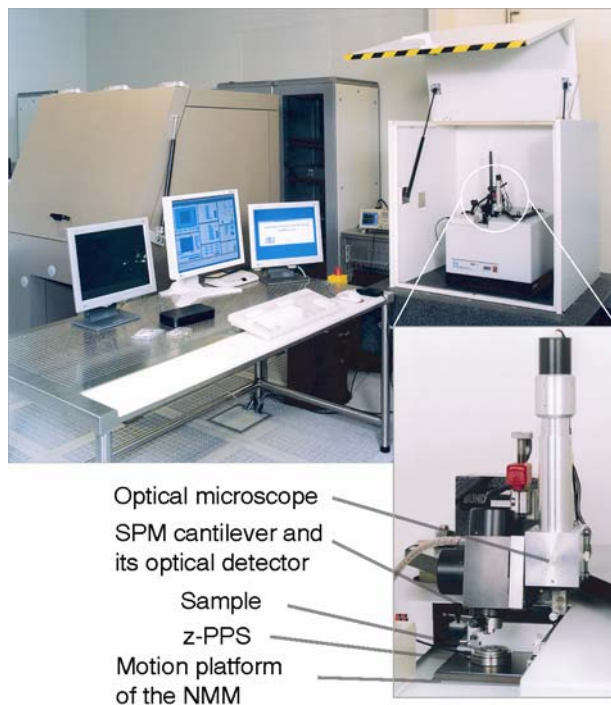 Optical microscope
SPM cantilever and
its optical detector
Sample
z-PPS
Motion platform
of the NMM